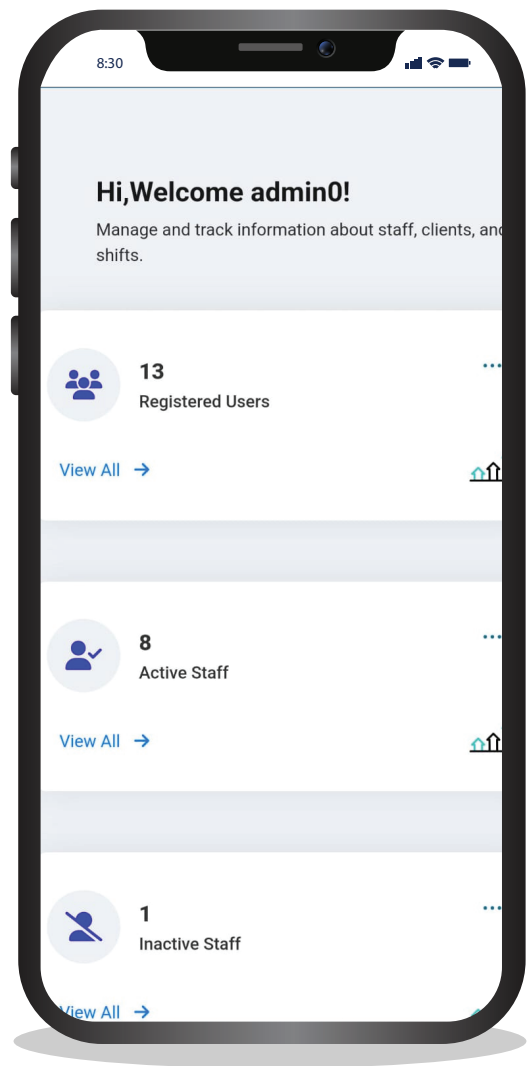 8:30
Hi,Welcome admin0!
Manage and track information about staff, clients, and
shifts.
13
Registered Users
View All
8
Active Staff
View All
1
Inactive Staff
View All